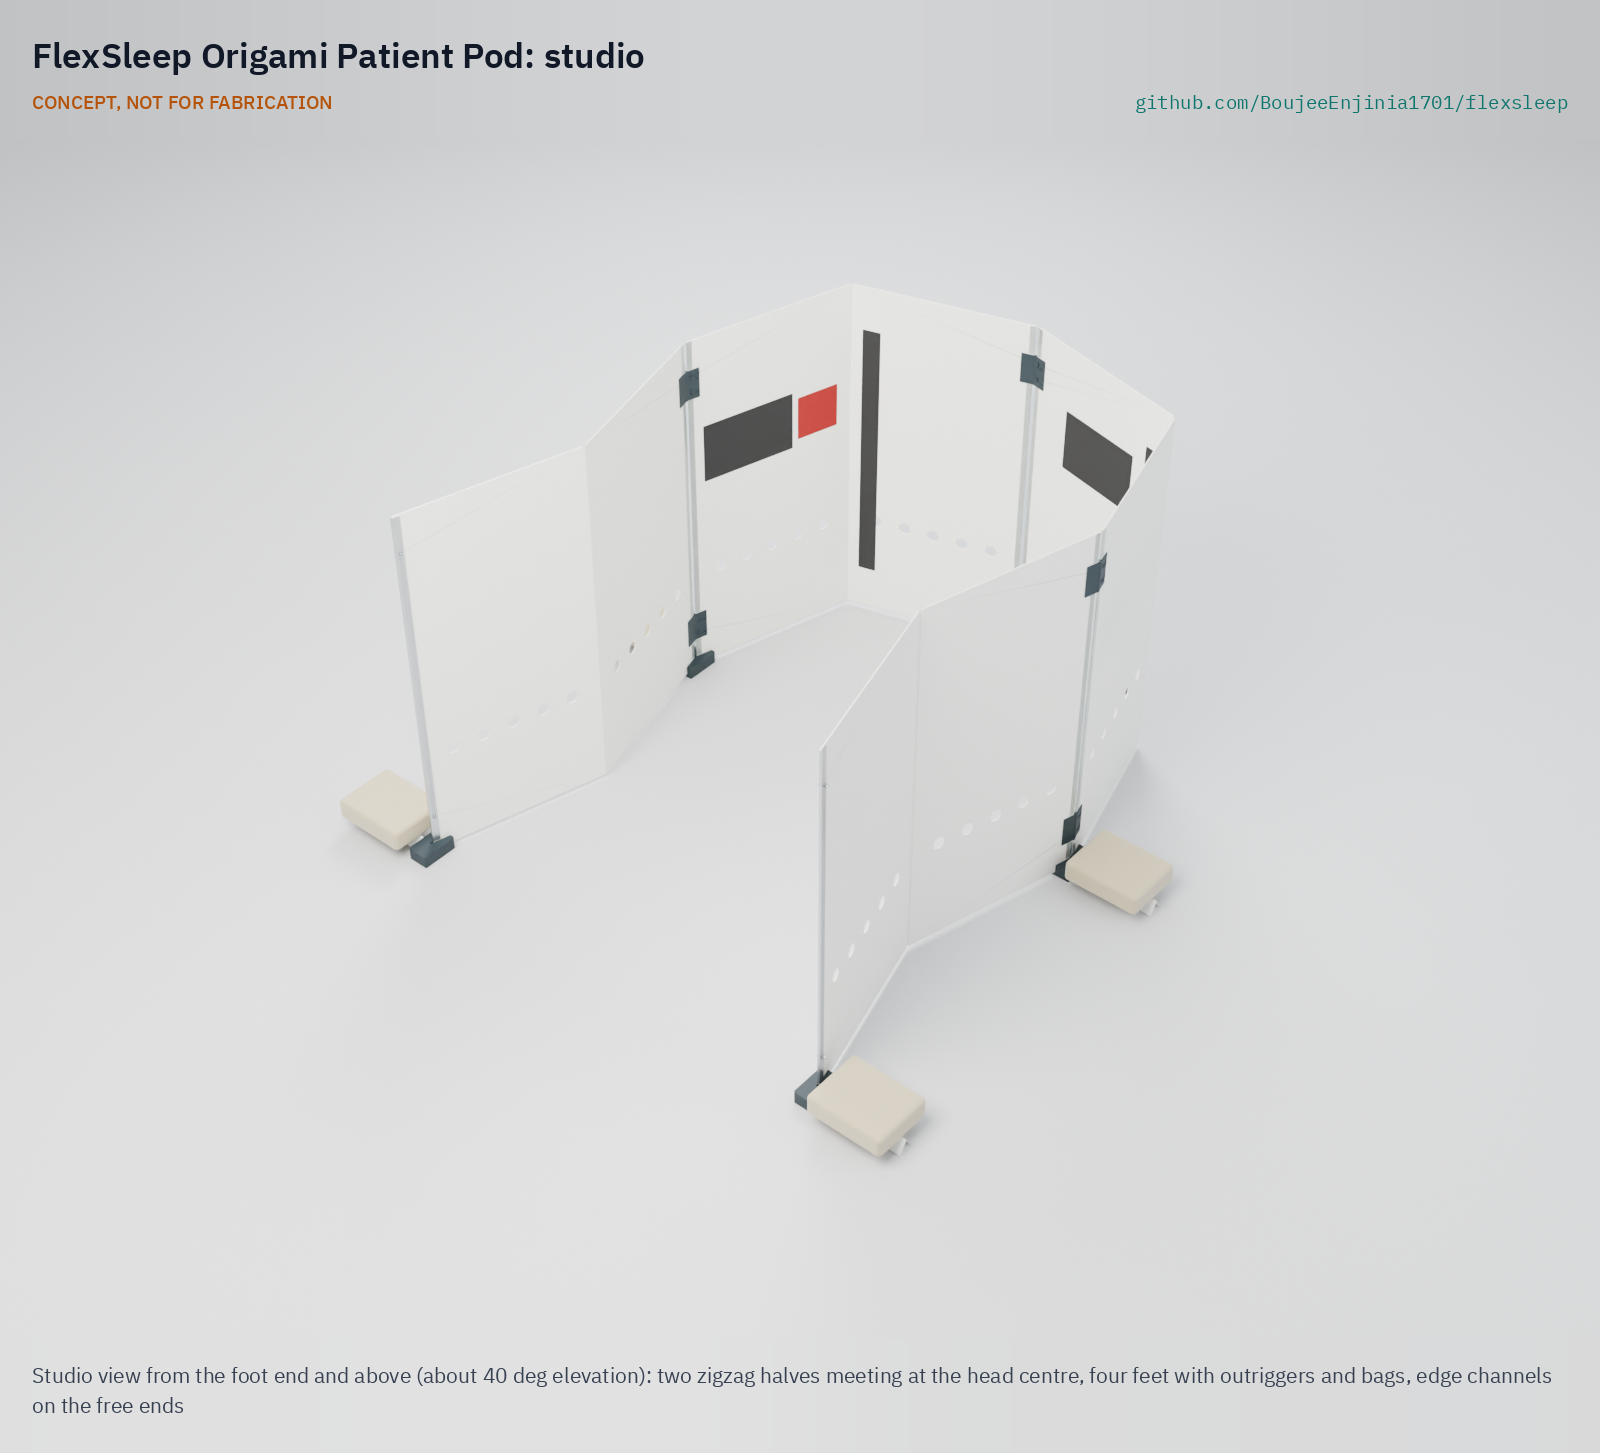 FlexSleep Origami Patient Pod: studio
CONCEPT, NOT FOR FABRICATION
github.com/BoujeeEnjinia1701/flexsleep
Studio view from the foot end and above (about 40 deg elevation): two zigzag halves meeting at the head centre, four feet with outriggers and bags, edge channels
on the free ends